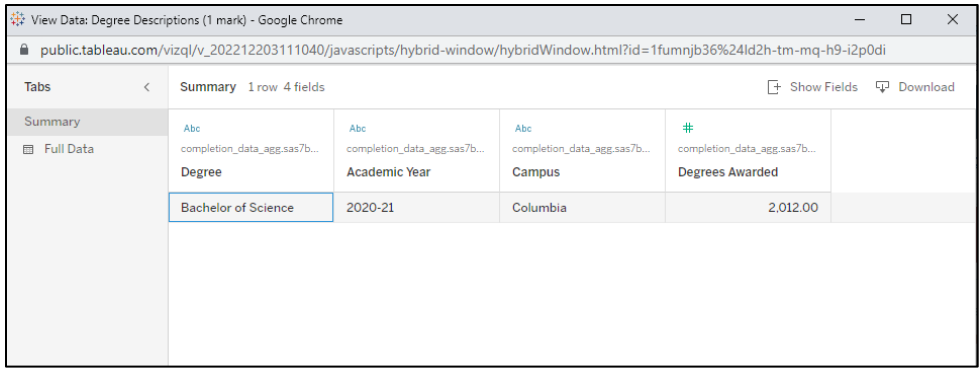 View Data: Degree Descriptions (1 mark) - Google Chrome
public.tableau.com/vizql/v_202212203111040/javascripts/hybrid-window/hybridWindow.html?id=1fumnjb36%24ld2h-tm-mq-h9-i2p0di
Tabs < Summary 1 row 4 fields Show Fields Download
Summary
Full Data
Abc Abc Abc #
completion_data_agg.sas7b... completion_data_agg.sas7b... completion_data_agg.sas7b... completion_data_agg.sas7b...
Degree Academic Year Campus Degrees Awarded
Bachelor of Science 2020-21 Columbia 2,012.00